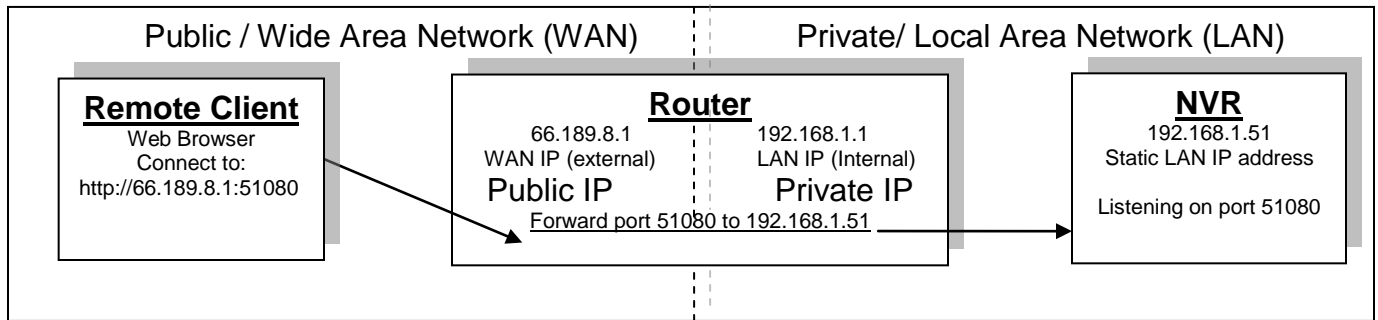 Public / Wide Area Network (WAN)
Private/ Local Area Network (LAN)
Remote Client
Web Browser
Connect to:
http://66.189.8.1:51080
Router
66.189.8.1
WAN IP (external)
Public IP
192.168.1.1
LAN IP (Internal)
Private IP
Forward port 51080 to 192.168.1.51
NVR
192.168.1.51
Static LAN IP address
Listening on port 51080